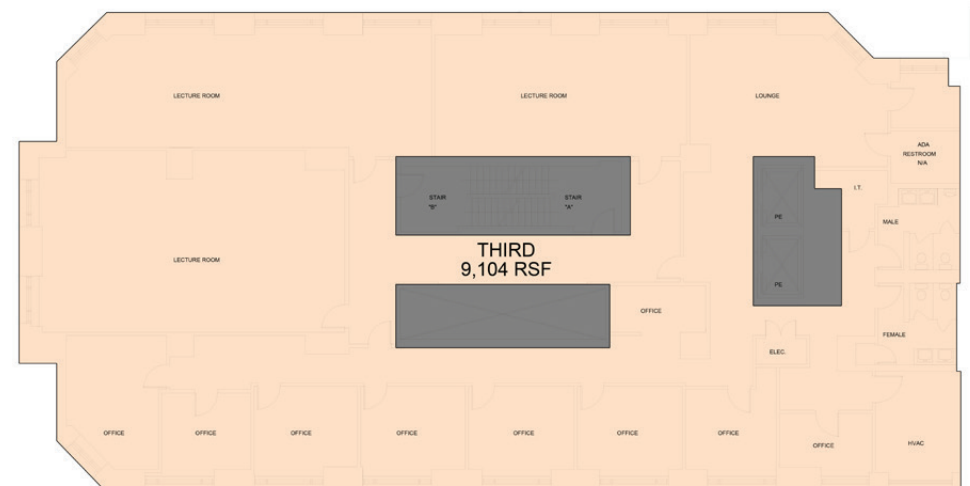 LECTURE ROOM
LECTURE ROOM
LOUNGE
ADA
RESTROOM
N/A
I.T.
STAIR
"B"
STAIR
"A"
PE
MALE
THIRD
9,104 RSF
LECTURE ROOM
PE
OFFICE
FEMALE
ELEC.
OFFICE
OFFICE
OFFICE
OFFICE
OFFICE
OFFICE
OFFICE
OFFICE
HVAC